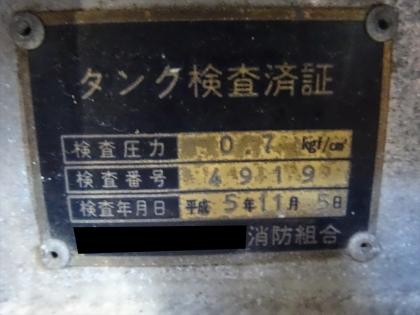 タンク検査済証
検査圧力 0 7 kgf/cm²
検査番号 4919
検査年月日 平成5年11月5日
消防組合